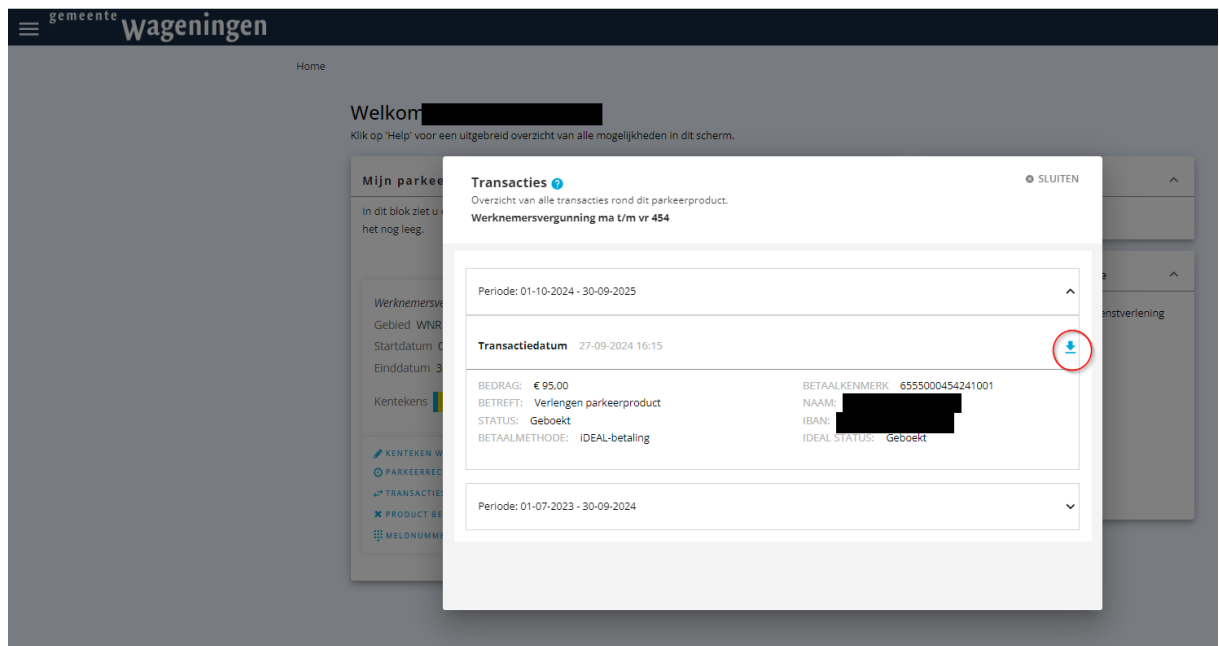 gemeente Wageningen
Home
Welkom
Klik op 'Help' voor een uitgebreid overzicht van alle mogelijkheden in dit scherm.
Mijn parkee
In dit blok ziet u
het nog leeg.
Werknemersve
Gebied WNR
Startdatum
Einddatum 3
Kentekens
KENTEKEN W
PARKEERREC
TRANSACTIE
PRODUCT BE
MELDNUMME
Transacties
SLUITEN
Overzicht van alle transacties rond dit parkeerproduct.
Werknemersvergunning ma t/m vr 454
Periode: 01-10-2024 - 30-09-2025
Transactiedatum 27-09-2024 16:15
BEDRAG: € 95,00
BETREFT: Verlengen parkeerproduct
STATUS: Geboekt
BETAALMETHODE: iDEAL-betaling
BETAALKENMERK 6555000454241001
NAAM:
IBAN:
IDEAL STATUS: Geboekt
Periode: 01-07-2023 - 30-09-2024
enstverlening